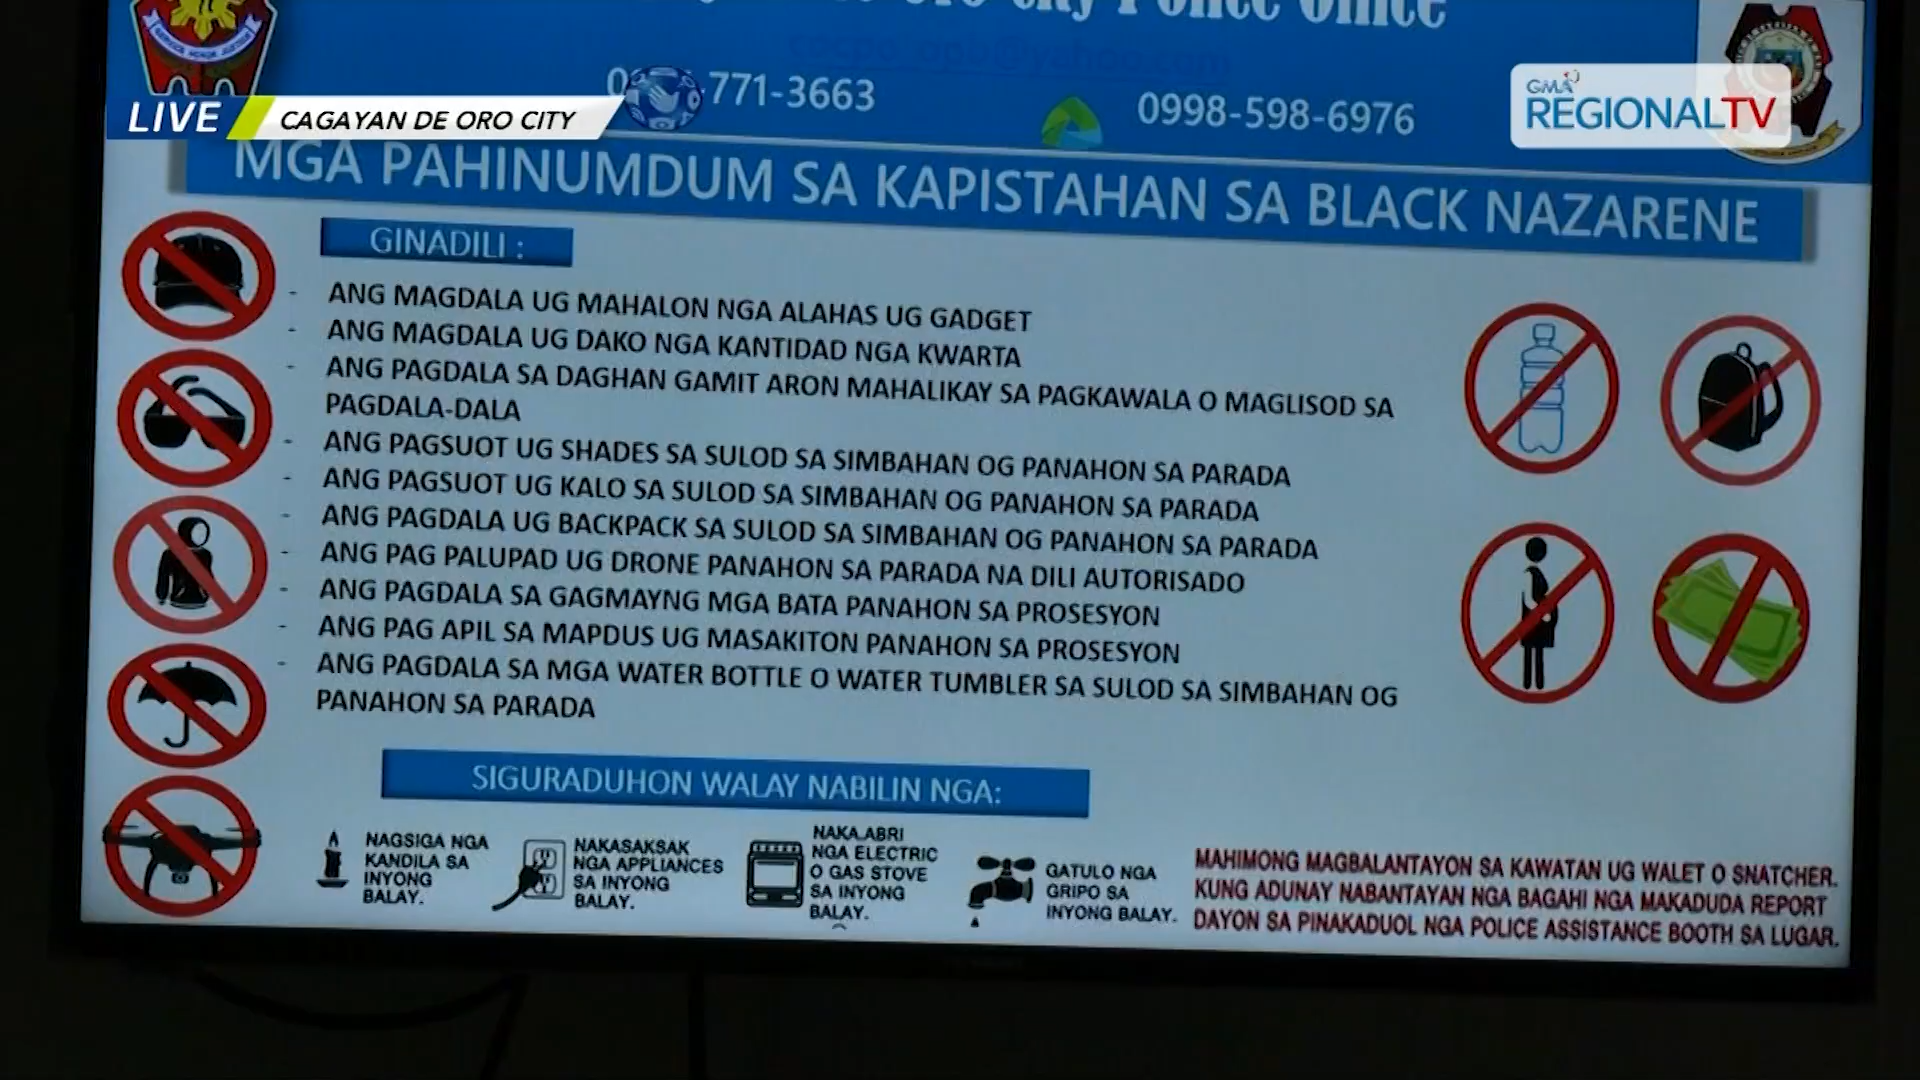 Oro City Police Office
cocpo_apb@yahoo.com
771-3663
0998-598-6976
LIVE
CAGAYAN DE ORO CITY
GMA
REGIONALTV
MGA PAHINUMDUM SA KAPISTAHAN SA BLACK NAZARENE
GINADILI :
- ANG MAGDALA UG MAHALON NGA ALAHAS UG GADGET
- ANG MAGDALA UG DAKO NGA KANTIDAD NGA KWARTA
- ANG PAGDALA SA DAGHAN GAMIT ARON MAHALIKAY SA PAGKAWALA O MAGLISOD SA
PAGDALA-DALA
- ANG PAGSUOT UG SHADES SA SULOD SA SIMBAHAN OG PANAHON SA PARADA
- ANG PAGSUOT UG KALO SA SULOD SA SIMBAHAN OG PANAHON SA PARADA
- ANG PAGDALA UG BACKPACK SA SULOD SA SIMBAHAN OG PANAHON SA PARADA
- ANG PAG PALUPAD UG DRONE PANAHON SA PARADA NA DILI AUTORISADO
- ANG PAGDALA SA GAGMAYNG MGA BATA PANAHON SA PROSESYON
- ANG PAG APIL SA MAPDUS UG MASAKITON PANAHON SA PROSESYON
- ANG PAGDALA SA MGA WATER BOTTLE O WATER TUMBLER SA SULOD SA SIMBAHAN OG
PANAHON SA PARADA
SIGURADUHON WALAY NABILIN NGA:
NAGSIGA NGA
KANDILA SA
INYONG
BALAY.
NAKASAKSAK
NGA APPLIANCES
SA INYONG
BALAY.
NAKA.ABRI
NGA ELECTRIC
O GAS STOVE
SA INYONG
BALAY.
GATULO NGA
GRIPO SA
INYONG BALAY.
MAHIMONG MAGBALANTAYON SA KAWATAN UG WALET O SNATCHER.
KUNG ADUNAY NABANTAYAN NGA BAGAHI NGA MAKADUDA REPORT
DAYON SA PINAKADUOL NGA POLICE ASSISTANCE BOOTH SA LUGAR.